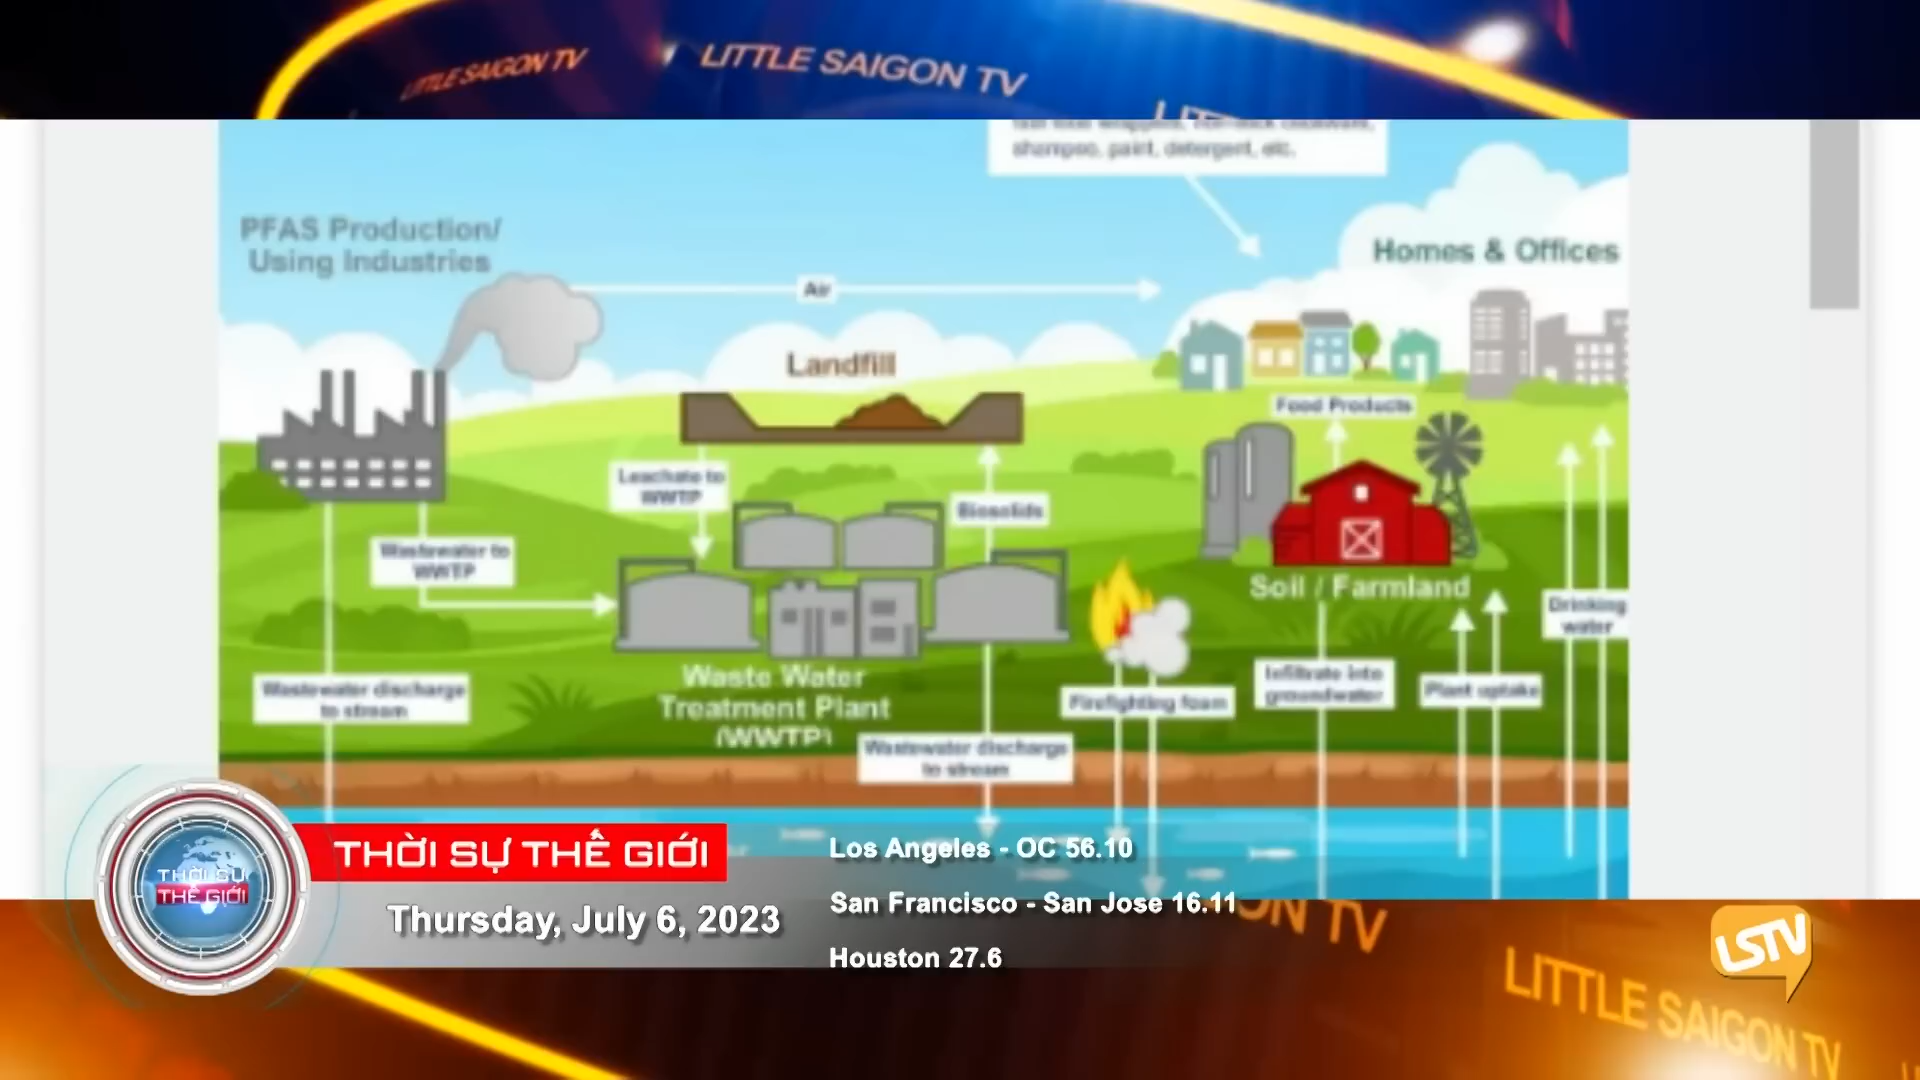 LITTLE SAIGON TV
LITTLE SAIGON TV
shampoo, paint, detergent, etc.
PFAS Production/
Using Industries
Homes & Offices
Air
Landfill
Food Products
Leachate to
WWTP
Biosolids
Wastewater to
WWTP
Soil / Farmland
Drinking
water
Waste Water
Treatment Plant
(WWTP)
Wastewater discharge
to stream
Firefighting foam
Infiltrate into
groundwater
Plant uptake
Wastewater discharge
to stream
THỜI SỰ THẾ GIỚI
THỜI SỰ
THẾ GIỚI
Thursday, July 6, 2023
Los Angeles - OC 56.10
San Francisco - San Jose 16.11
Houston 27.6
ON TV
LSTV
LITTLE SAIGON TV